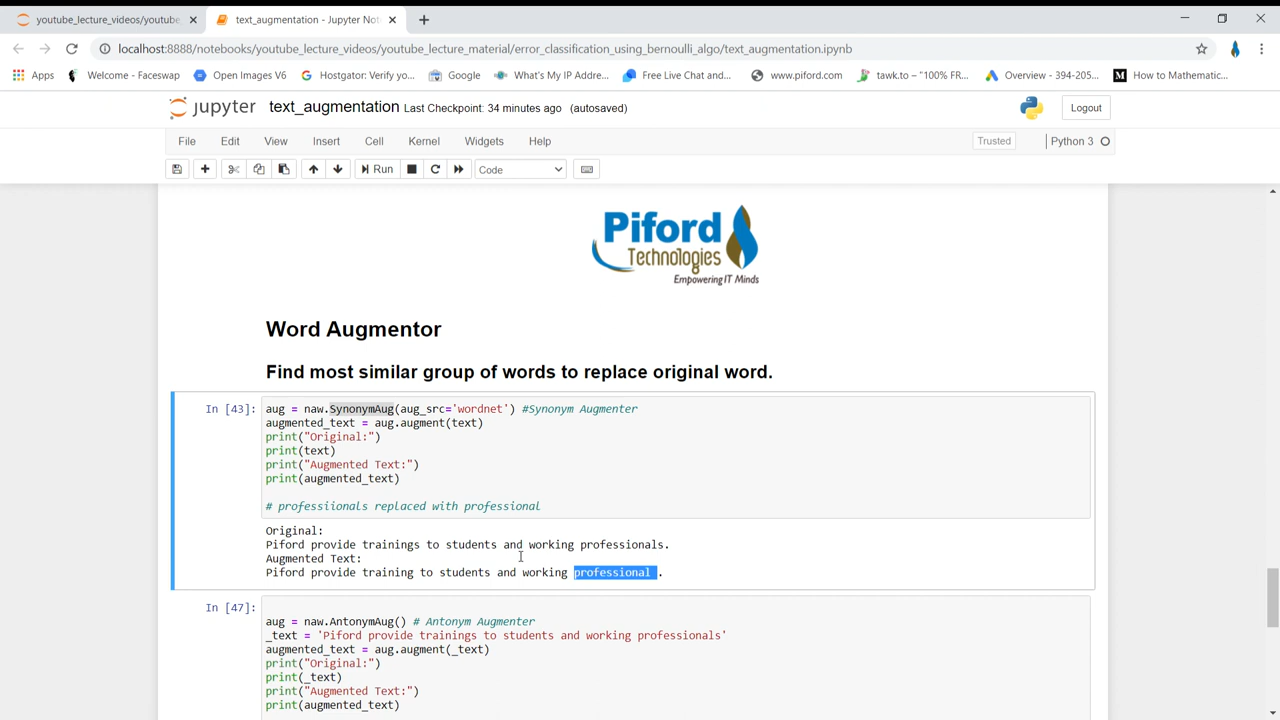 youtube_lecture_videos/youtube_
text_augmentation - Jupyter Not
localhost:8888/notebooks/youtube_lecture_videos/youtube_lecture_material/error_classification_using_bernoulli_algo/text_augmentation.ipynb
Apps Welcome - Faceswap Open Images V6 Hostgator: Verify yo... Google What's My IP Addre... Free Live Chat and... www.piford.com tawk.to – "100% FR... Overview - 394-205... M How to Mathematic...
jupyter text_augmentation Last Checkpoint: 34 minutes ago (autosaved) Logout
File Edit View Insert Cell Kernel Widgets Help Trusted Python 3
Run Code
Piford
Technologies
Empowering IT Minds
Word Augmentor
Find most similar group of words to replace original word.
In [43]: aug = naw.SynonymAug(aug_src='wordnet') #Synonym Augmenter
augmented_text = aug.augment(text)
print("Original:")
print(text)
print("Augmented Text:")
print(augmented_text)
# professiionals replaced with professional
Original:
Piford provide trainings to students and working professionals.
Augmented Text:
Piford provide training to students and working professional .
In [47]:
aug = naw.AntonymAug() # Antonym Augmenter
_text = 'Piford provide trainings to students and working professionals'
augmented_text = aug.augment(_text)
print("Original:")
print(_text)
print("Augmented Text:")
print(augmented_text)